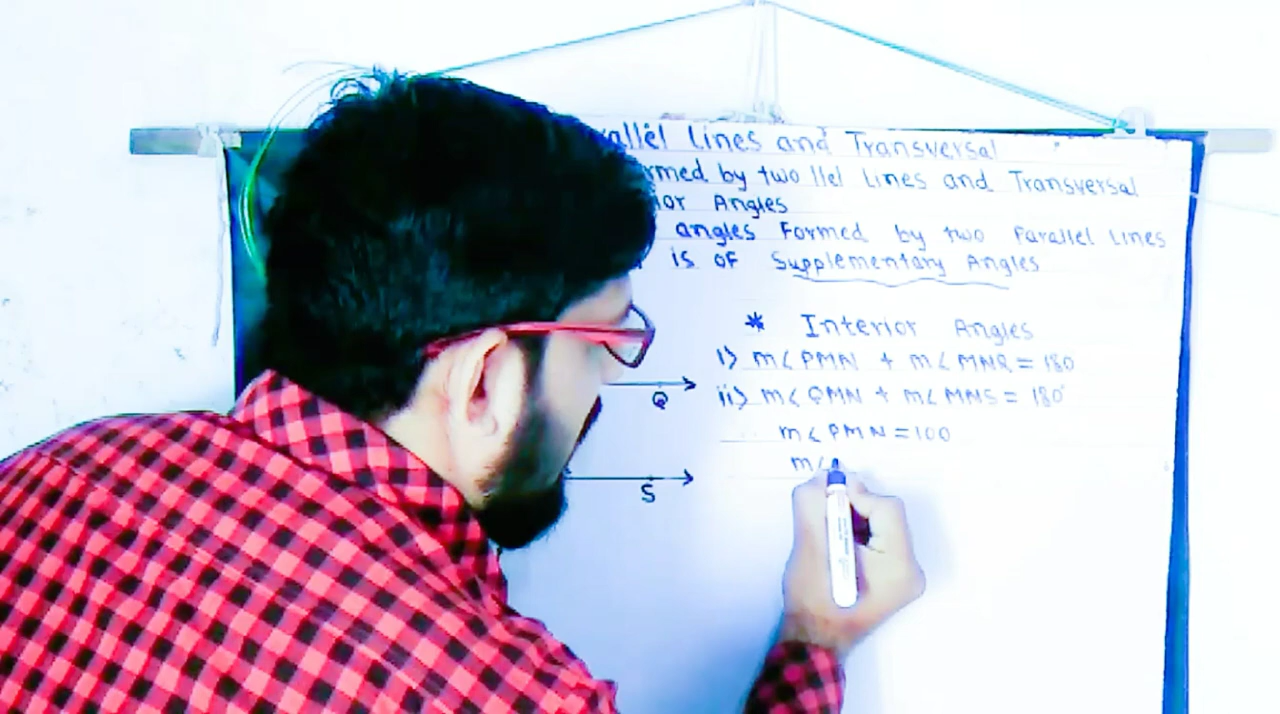 rallel Lines and Transversal
rmed by two llel Lines and Transversal
ior Angles
angles Formed by two Parallel Lines
is of Supplementary Angles
* Interior Angles
i) m∠PMN + m∠MNR = 180
ii) m∠QMN + m∠MNS = 180°
Q
m∠PMN = 100
m∠
S